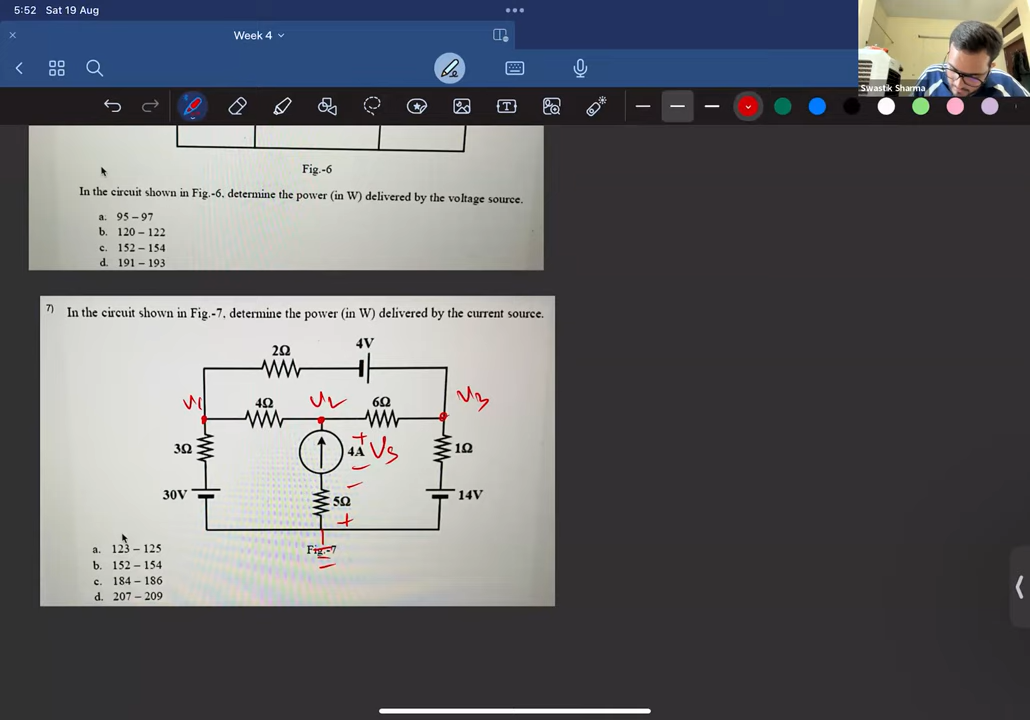 5:52 Sat 19 Aug
Week 4
Swastik Sharma
Fig.-6
In the circuit shown in Fig.-6, determine the power (in W) delivered by the voltage source.
a. 95 – 97
b. 120 – 122
c. 152 – 154
d. 191 – 193
7) In the circuit shown in Fig.-7, determine the power (in W) delivered by the current source.
4V
2Ω
V1 4Ω V2 6Ω V3
3Ω + 4A Vs 1Ω
–
–
30V 5Ω 14V
+
Fig.-7
a. 123 – 125
b. 152 – 154
c. 184 – 186
d. 207 – 209